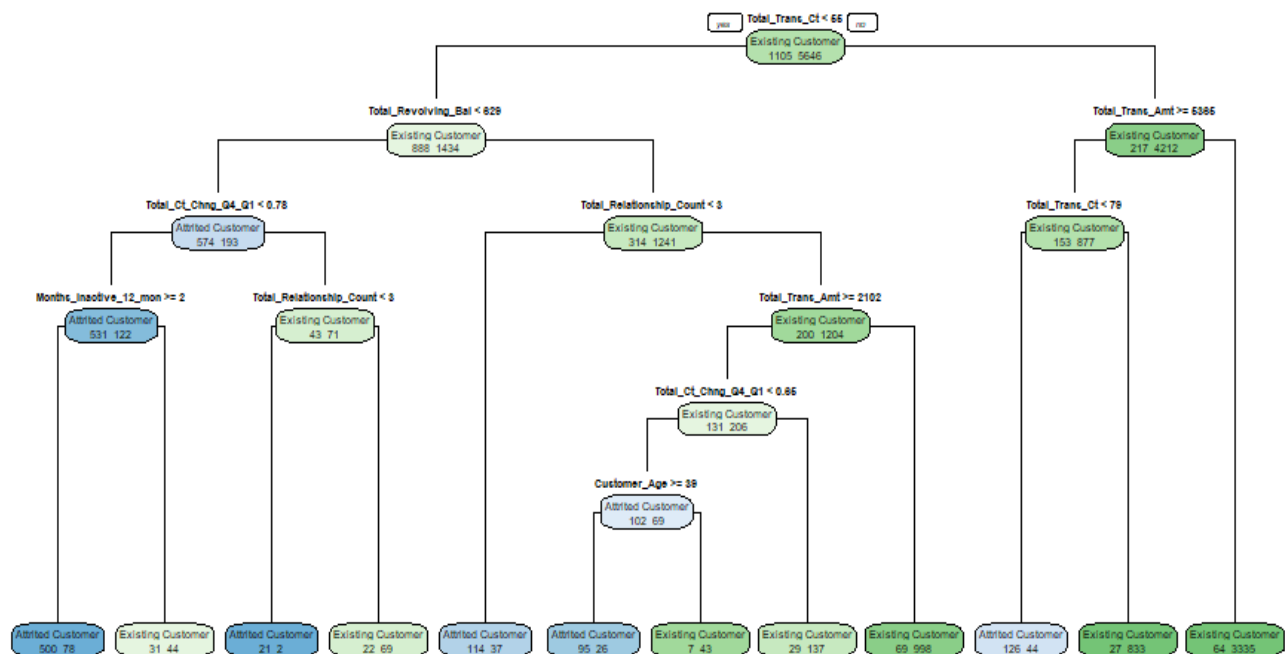 Total_Trans_Ct < 55
yes
no
Existing Customer
1105 5646
Total_Revolving_Bal < 629
Total_Trans_Amt >= 5365
Existing Customer
888 1434
Existing Customer
217 4212
Total_Ct_Chng_Q4_Q1 < 0.78
Total_Relationship_Count < 3
Total_Trans_Ct < 79
Attrited Customer
574 193
Existing Customer
314 1241
Existing Customer
153 877
Months_Inactive_12_mon >= 2
Total_Relationship_Count < 3
Total_Trans_Amt >= 2102
Attrited Customer
531 122
Existing Customer
43 71
Existing Customer
200 1204
Total_Ct_Chng_Q4_Q1 < 0.65
Existing Customer
131 206
Customer_Age >= 39
Attrited Customer
102 69
Attrited Customer
500 78
Existing Customer
31 44
Attrited Customer
21 2
Existing Customer
22 69
Attrited Customer
114 37
Attrited Customer
95 26
Existing Customer
7 43
Existing Customer
29 137
Existing Customer
69 998
Attrited Customer
126 44
Existing Customer
27 833
Existing Customer
64 3335